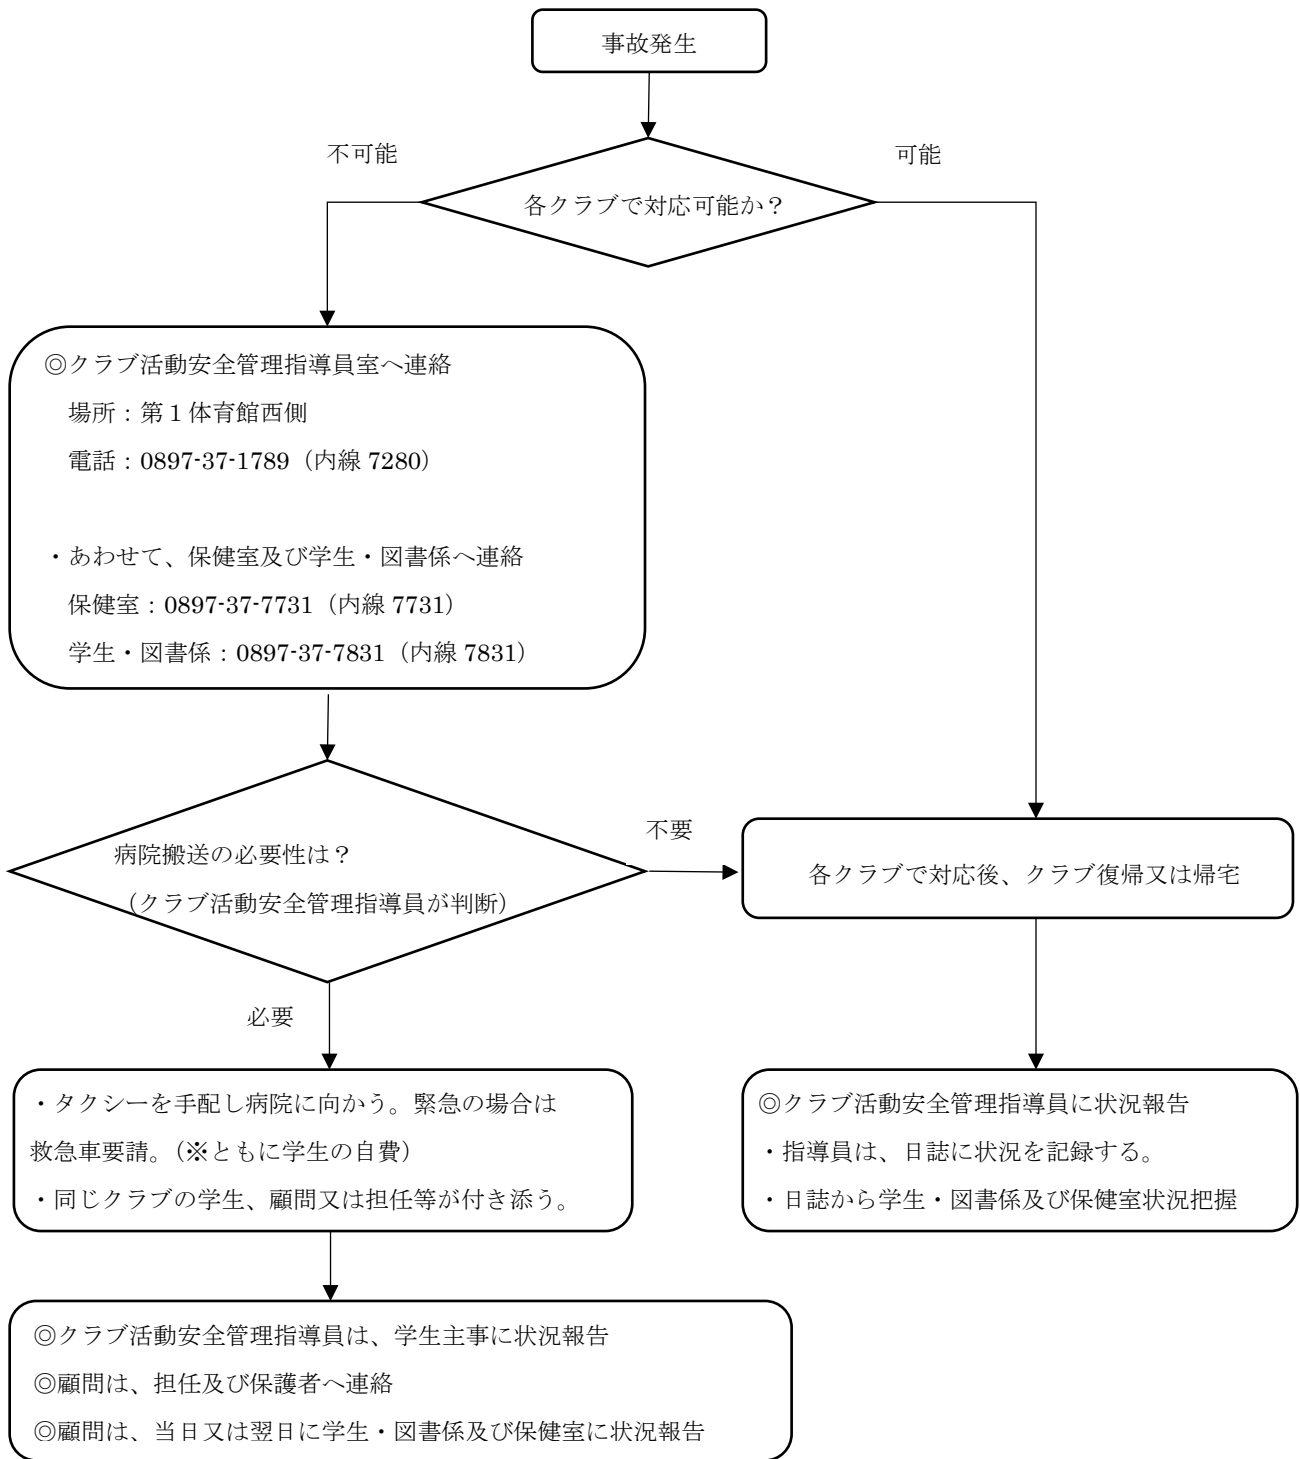 事故発生
不可能
可能
各クラブで対応可能か？
◎クラブ活動安全管理指導員室へ連絡
場所：第１体育館西側
電話：0897-37-1789（内線 7280）
・あわせて、保健室及び学生・図書係へ連絡
保健室：0897-37-7731（内線 7731）
学生・図書係：0897-37-7831（内線 7831）
病院搬送の必要性は？
（クラブ活動安全管理指導員が判断）
不要
各クラブで対応後、クラブ復帰又は帰宅
必要
・タクシーを手配し病院に向かう。緊急の場合は
救急車要請。（※ともに学生の自費）
・同じクラブの学生、顧問又は担任等が付き添う。
◎クラブ活動安全管理指導員に状況報告
・指導員は、日誌に状況を記録する。
・日誌から学生・図書係及び保健室状況把握
◎クラブ活動安全管理指導員は、学生主事に状況報告
◎顧問は、担任及び保護者へ連絡
◎顧問は、当日又は翌日に学生・図書係及び保健室に状況報告